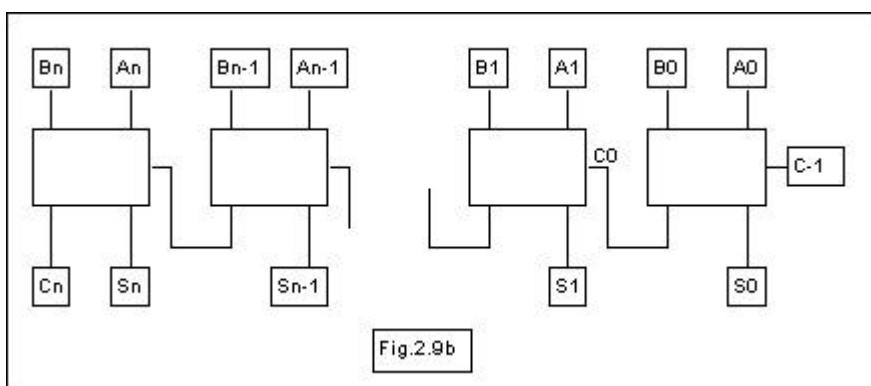 Bn An Bn-1 An-1 B1 A1 B0 A0
C0
C-1
Cn Sn Sn-1 S1 S0
Fig.2.9b